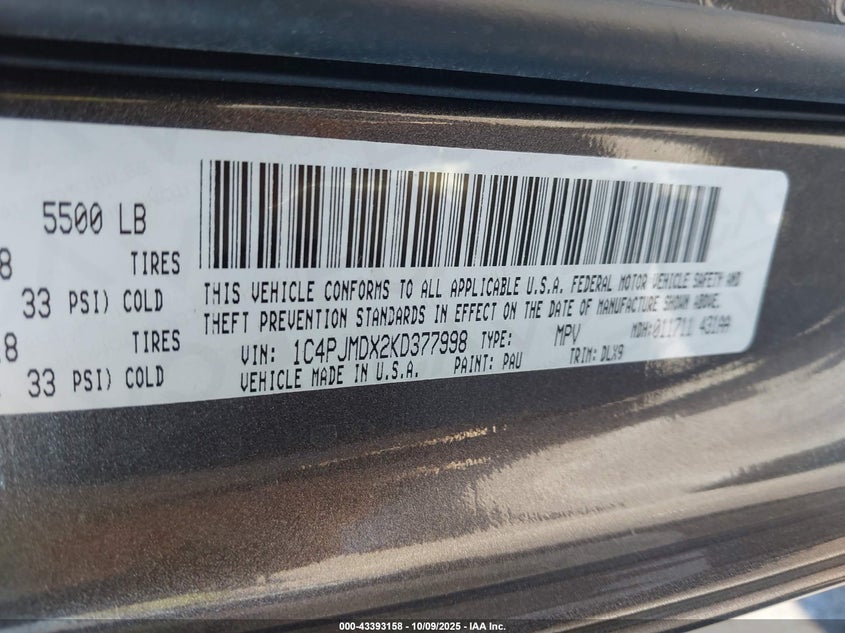 5500 LB
8 TIRES
33 PSI) COLD
.8 TIRES
33 PSI) COLD
THIS VEHICLE CONFORMS TO ALL APPLICABLE U.S.A. FEDERAL MOTOR VEHICLE SAFETY AND
THEFT PREVENTION STANDARDS IN EFFECT ON THE DATE OF MANUFACTURE SHOWN ABOVE.
VIN: 1C4PJMDX2KD377998 TYPE: MPV MDH:011711 4319A
VEHICLE MADE IN U.S.A. PAINT: PAU TRIM: DLX9
000-43393158 - 10/09/2025 - IAA Inc.